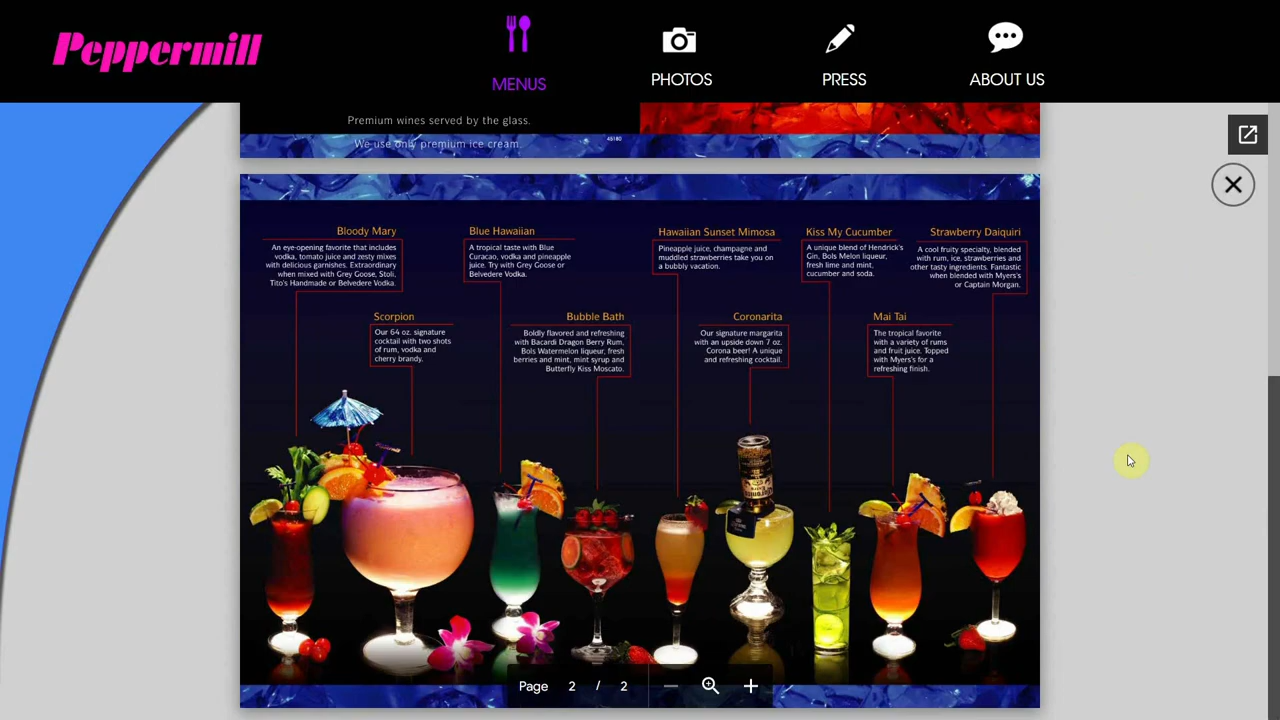 Peppermill
MENUS
PHOTOS
PRESS
ABOUT US
Premium wines served by the glass.
We use only premium ice cream.
45180
Bloody Mary
An eye-opening favorite that includes
vodka, tomato juice and zesty mixes
with delicious garnishes. Extraordinary
when mixed with Grey Goose, Stoli,
Tito's Handmade or Belvedere Vodka.
Blue Hawaiian
A tropical taste with Blue
Curacao, vodka and pineapple
juice. Try with Grey Goose or
Belvedere Vodka.
Hawaiian Sunset Mimosa
Pineapple juice, champagne and
muddled strawberries take you on
a bubbly vacation.
Kiss My Cucumber
A unique blend of Hendrick's
Gin, Bols Melon liqueur,
fresh lime and mint,
cucumber and soda.
Strawberry Daiquiri
A cool fruity specialty, blended
with rum, ice, strawberries and
other tasty ingredients. Fantastic
when blended with Myers's
or Captain Morgan.
Scorpion
Our 64 oz. signature
cocktail with two shots
of rum, vodka and
cherry brandy.
Bubble Bath
Boldly flavored and refreshing
with Bacardi Dragon Berry Rum,
Bols Watermelon liqueur, fresh
berries and mint, mint syrup and
Butterfly Kiss Moscato.
Coronarita
Our signature margarita
with an upside down 7 oz.
Corona beer! A unique
and refreshing cocktail.
Mai Tai
The tropical favorite
with a variety of rums
and fruit juice. Topped
with Myers's for a
refreshing finish.
Page 2 / 2